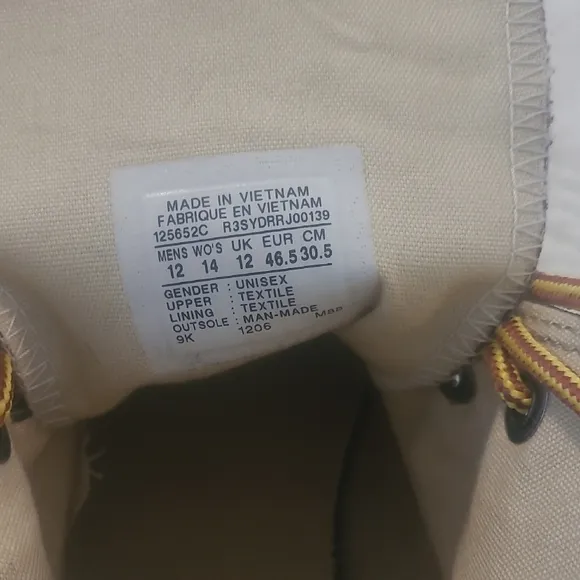 MADE IN VIETNAM
FABRIQUE EN VIETNAM
125652C R3SYDRRJ00139
MENS WO'S UK EUR CM
12 14 12 46.5 30.5
GENDER : UNISEX
UPPER : TEXTILE
LINING : TEXTILE
OUTSOLE : MAN-MADE MBB
9K 1206